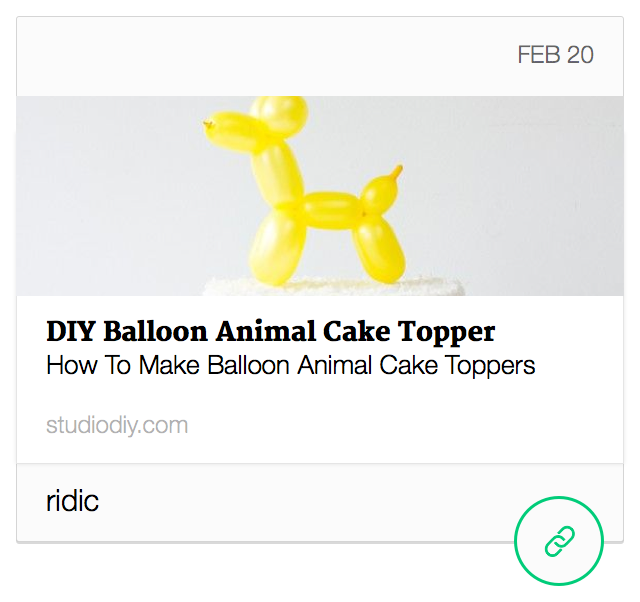 FEB 20
DIY Balloon Animal Cake Topper
How To Make Balloon Animal Cake Toppers
studiodiy.com
ridic